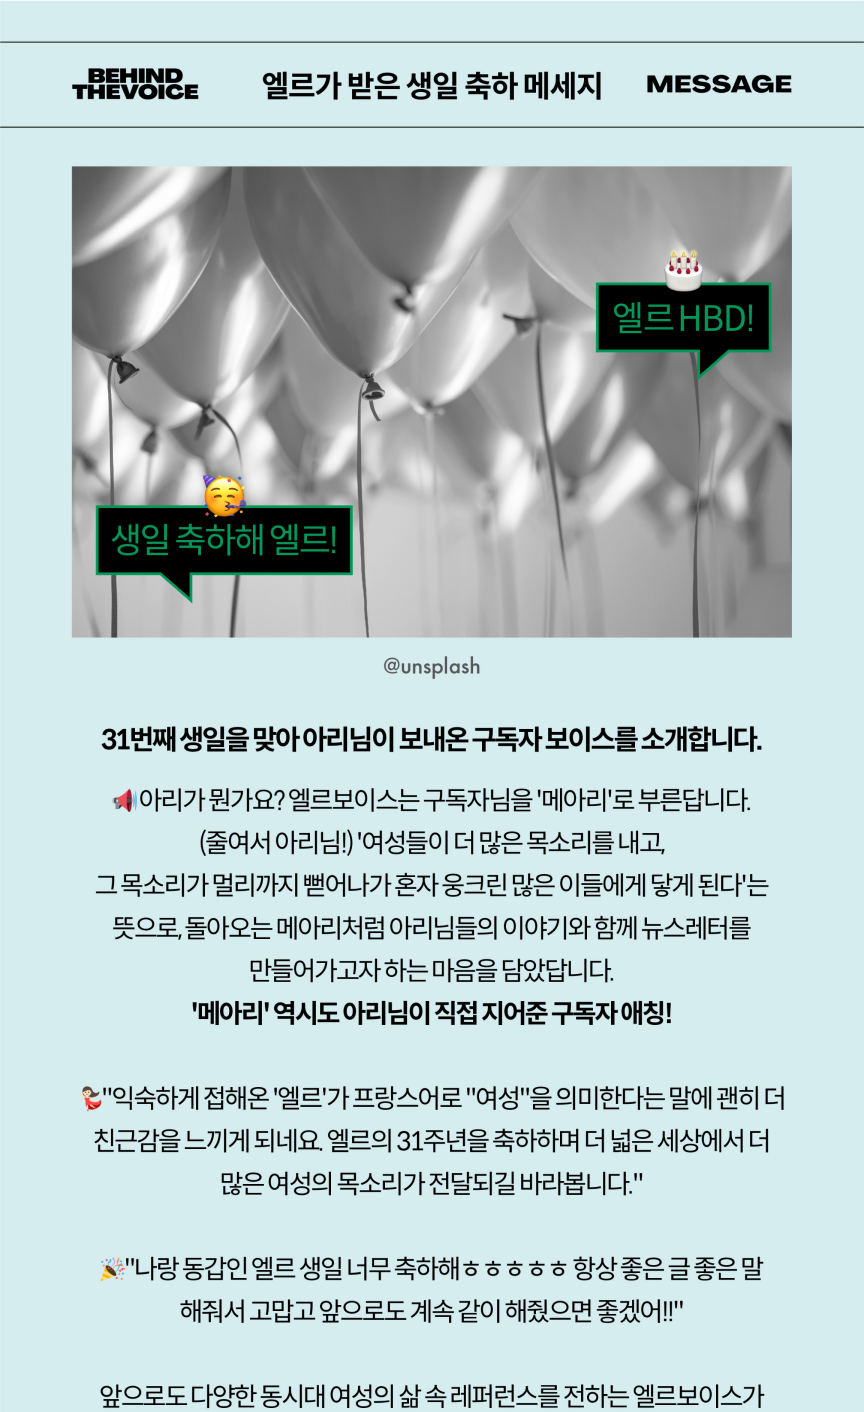 BEHIND
THEVOICE
엘르가 받은 생일 축하 메세지
MESSAGE
엘르 HBD!
생일 축하해 엘르!
@unsplash
31번째 생일을 맞아 아리님이 보내온 구독자 보이스를 소개합니다.
📢아리가 뭔가요? 엘르보이스는 구독자님을 '메아리'로 부른답니다.
(줄여서 아리님!) '여성들이 더 많은 목소리를 내고,
그 목소리가 멀리까지 뻗어나가 혼자 웅크린 많은 이들에게 닿게 된다'는
뜻으로, 돌아오는 메아리처럼 아리님들의 이야기와 함께 뉴스레터를
만들어가고자 하는 마음을 담았답니다.
'메아리' 역시도 아리님이 직접 지어준 구독자 애칭!
💃"익숙하게 접해온 '엘르'가 프랑스어로 "여성"을 의미한다는 말에 괜히 더
친근감을 느끼게 되네요. 엘르의 31주년을 축하하며 더 넓은 세상에서 더
많은 여성의 목소리가 전달되길 바라봅니다."
🎉"나랑 동갑인 엘르 생일 너무 축하해ㅎㅎㅎㅎㅎ 항상 좋은 글 좋은 말
해줘서 고맙고 앞으로도 계속 같이 해줬으면 좋겠어!!"
앞으로도 다양한 동시대 여성의 삶 속 레퍼런스를 전하는 엘르보이스가